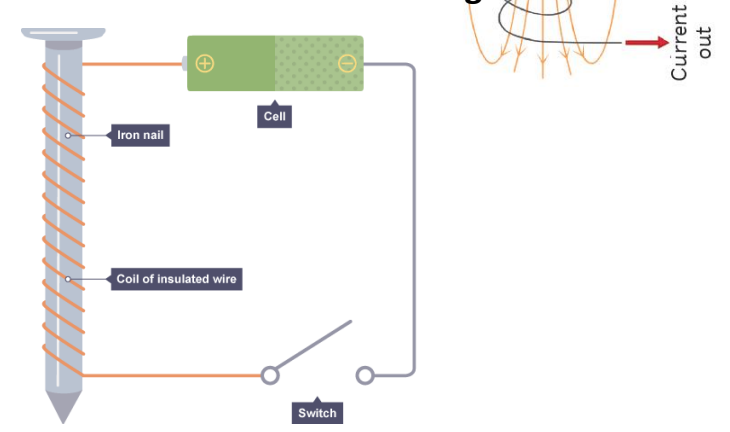 Cell
Iron nail
Coil of insulated wire
Switch
Current
out